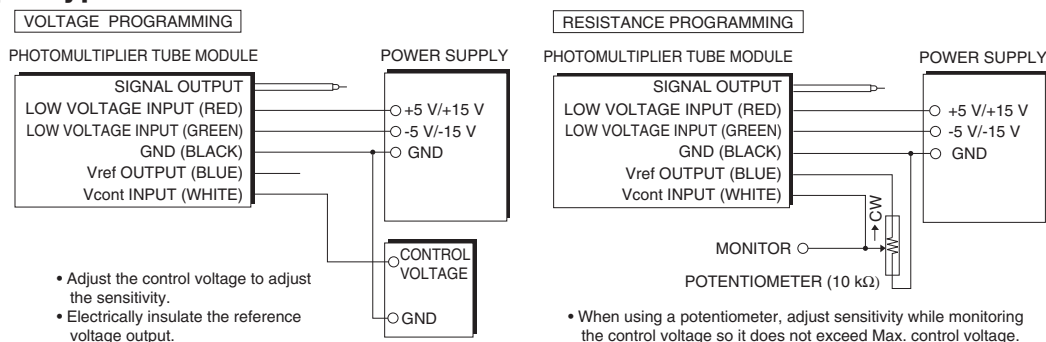 VOLTAGE PROGRAMMING
PHOTOMULTIPLIER TUBE MODULE
POWER SUPPLY
SIGNAL OUTPUT
LOW VOLTAGE INPUT (RED)
LOW VOLTAGE INPUT (GREEN)
GND (BLACK)
Vref OUTPUT (BLUE)
Vcont INPUT (WHITE)
+5 V/+15 V
-5 V/-15 V
GND
CONTROL
VOLTAGE
GND
• Adjust the control voltage to adjust
the sensitivity.
• Electrically insulate the reference
voltage output.
RESISTANCE PROGRAMMING
PHOTOMULTIPLIER TUBE MODULE
POWER SUPPLY
SIGNAL OUTPUT
LOW VOLTAGE INPUT (RED)
LOW VOLTAGE INPUT (GREEN)
GND (BLACK)
Vref OUTPUT (BLUE)
Vcont INPUT (WHITE)
+5 V/+15 V
-5 V/-15 V
GND
CW
MONITOR
POTENTIOMETER (10 kΩ)
• When using a potentiometer, adjust sensitivity while monitoring
the control voltage so it does not exceed Max. control voltage.